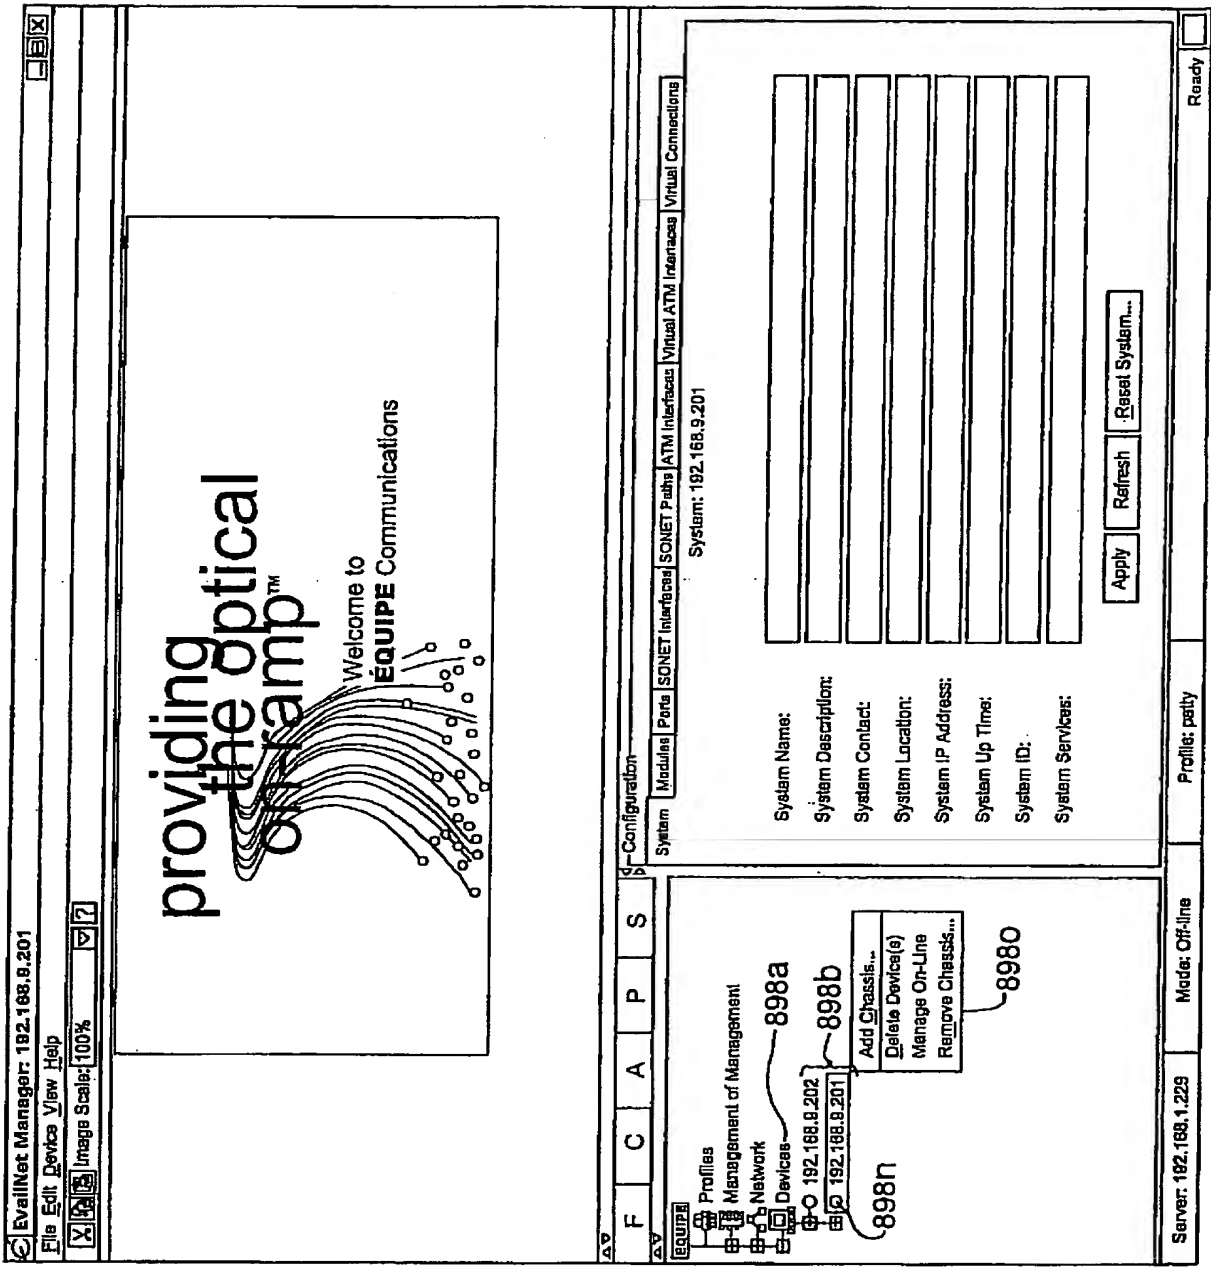 EvailNet Manager: 192.168.9.201
File Edit Device View Help
Image Scale: 100% ?
providing
the optical
on-ramp™
Welcome to
ÉQUIPE Communications
F C A P S
EQUIPE
Profiles
Management of Management
Network
Devices
898a
192.168.9.202
898b
192.168.9.201
898n
Add Chassis...
Delete Device(s)
Manage On-Line
Remove Chassis...
898o
Configuration
System Modules Ports SONET Interfaces SONET Paths ATM Interfaces Virtual ATM Interfaces Virtual Connections
System: 192.168.9.201
System Name:
System Description:
System Contact:
System Location:
System IP Address:
System Up Time:
System ID:
System Services:
Apply Refresh Reset System...
Server: 192.168.1.229 Mode: Off-line Profile: patty Ready